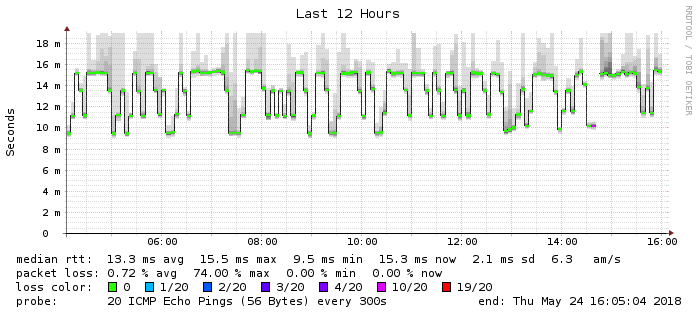 Last 12 Hours
RRDTOOL / TOBI OETIKER
Seconds
18 m
16 m
14 m
12 m
10 m
8 m
6 m
4 m
2 m
0
06:00 08:00 10:00 12:00 14:00 16:00
median rtt: 13.3 ms avg 15.5 ms max 9.5 ms min 15.3 ms now 2.1 ms sd 6.3 am/s
packet loss: 0.72 % avg 74.00 % max 0.00 % min 0.00 % now
loss color: 0 1/20 2/20 3/20 4/20 10/20 19/20
probe: 20 ICMP Echo Pings (56 Bytes) every 300s end: Thu May 24 16:05:04 2018